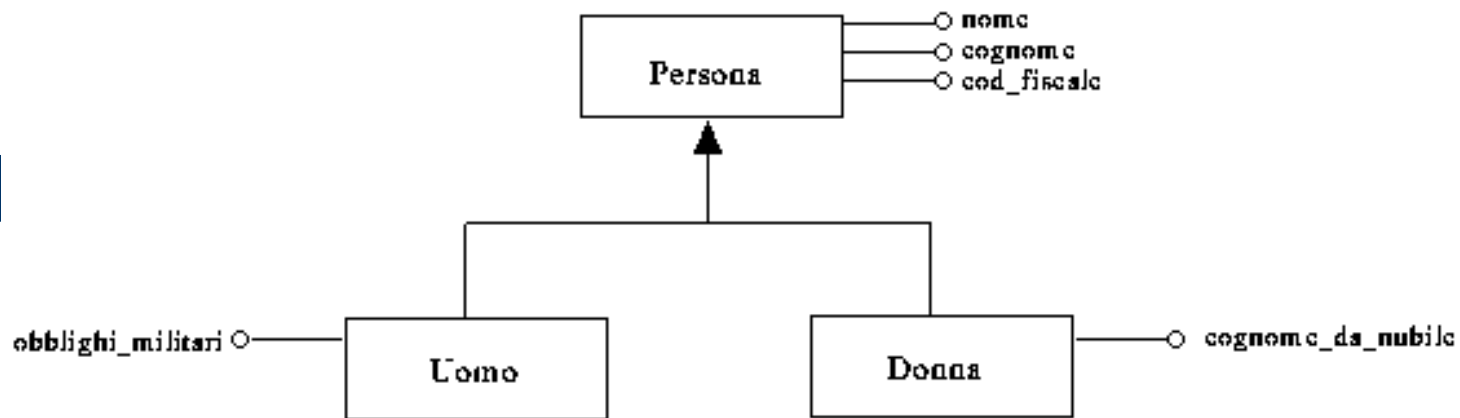 nome
cognome
Persona
cod_fiscale
obblighi_militari
cognome_da_nubile
Uomo
Donna